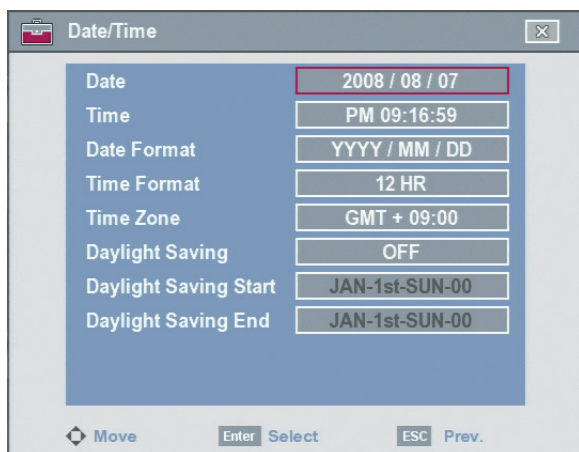 Date/Time
Date 2008 / 08 / 07
Time PM 09:16:59
Date Format YYYY / MM / DD
Time Format 12 HR
Time Zone GMT + 09:00
Daylight Saving OFF
Daylight Saving Start JAN-1st-SUN-00
Daylight Saving End JAN-1st-SUN-00
Move Enter Select ESC Prev.